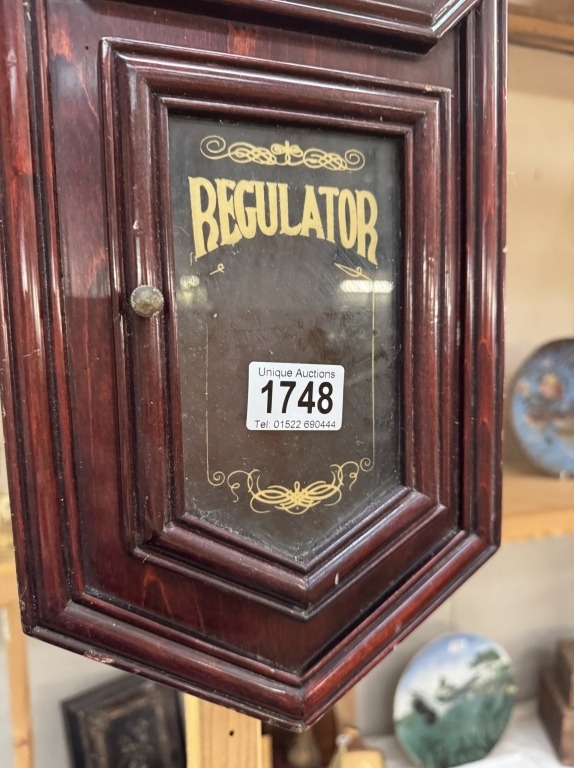 REGULATOR
Unique Auctions
1748
Tel: 01522 690444